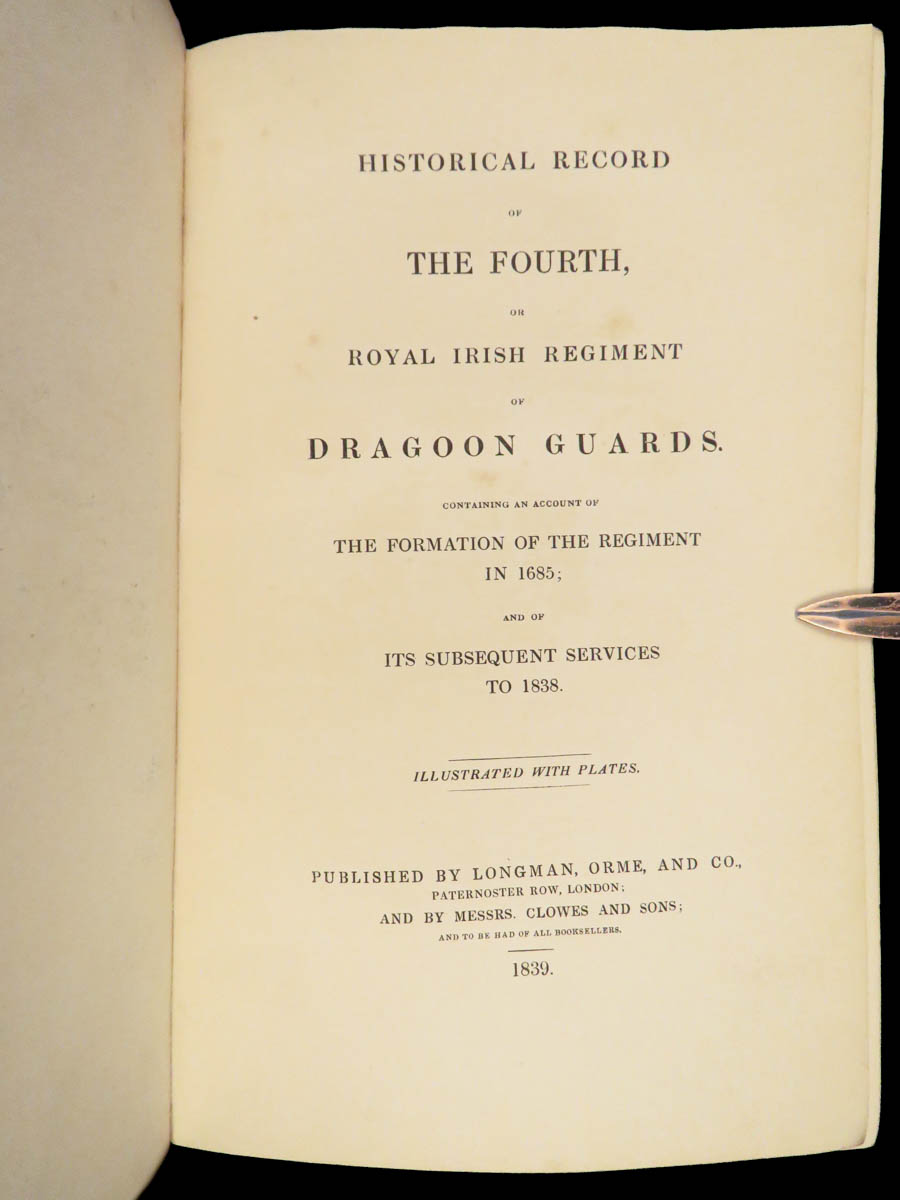 HISTORICAL RECORD
OF
THE FOURTH,
OR
ROYAL IRISH REGIMENT
OF
DRAGOON GUARDS.
CONTAINING AN ACCOUNT OF
THE FORMATION OF THE REGIMENT
IN 1685;
AND OF
ITS SUBSEQUENT SERVICES
TO 1838.
ILLUSTRATED WITH PLATES.
PUBLISHED BY LONGMAN, ORME, AND CO.,
PATERNOSTER ROW, LONDON;
AND BY MESSRS. CLOWES AND SONS;
AND TO BE HAD OF ALL BOOKSELLERS.
1839.